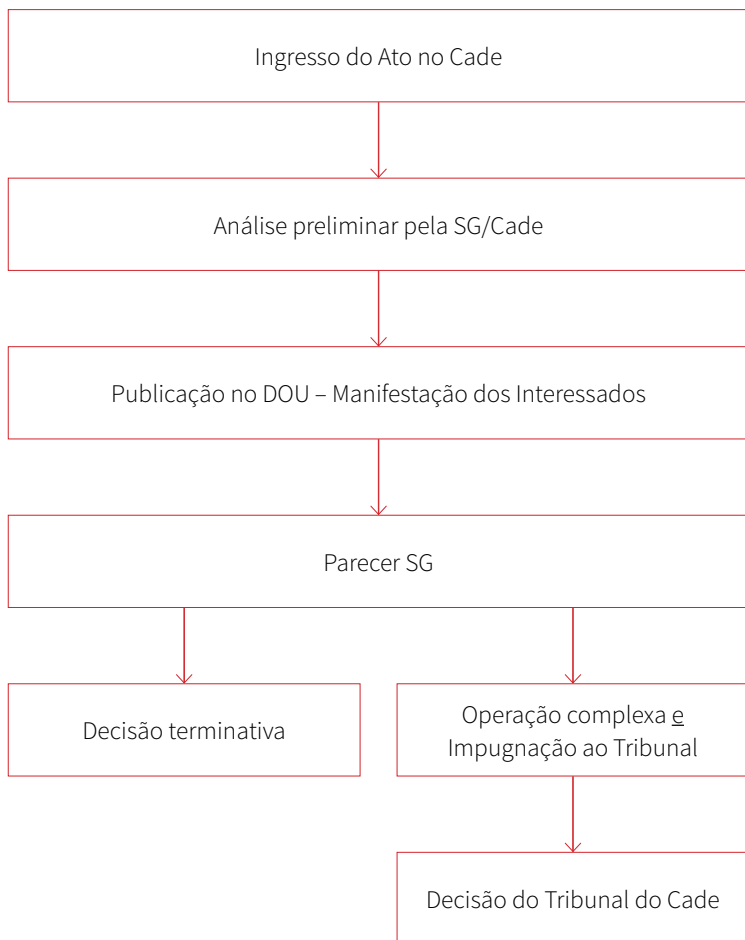 Ingresso do Ato no Cade
Análise preliminar pela SG/Cade
Publicação no DOU – Manifestação dos Interessados
Parecer SG
Decisão terminativa
Operação complexa e
Impugnação ao Tribunal
Decisão do Tribunal do Cade